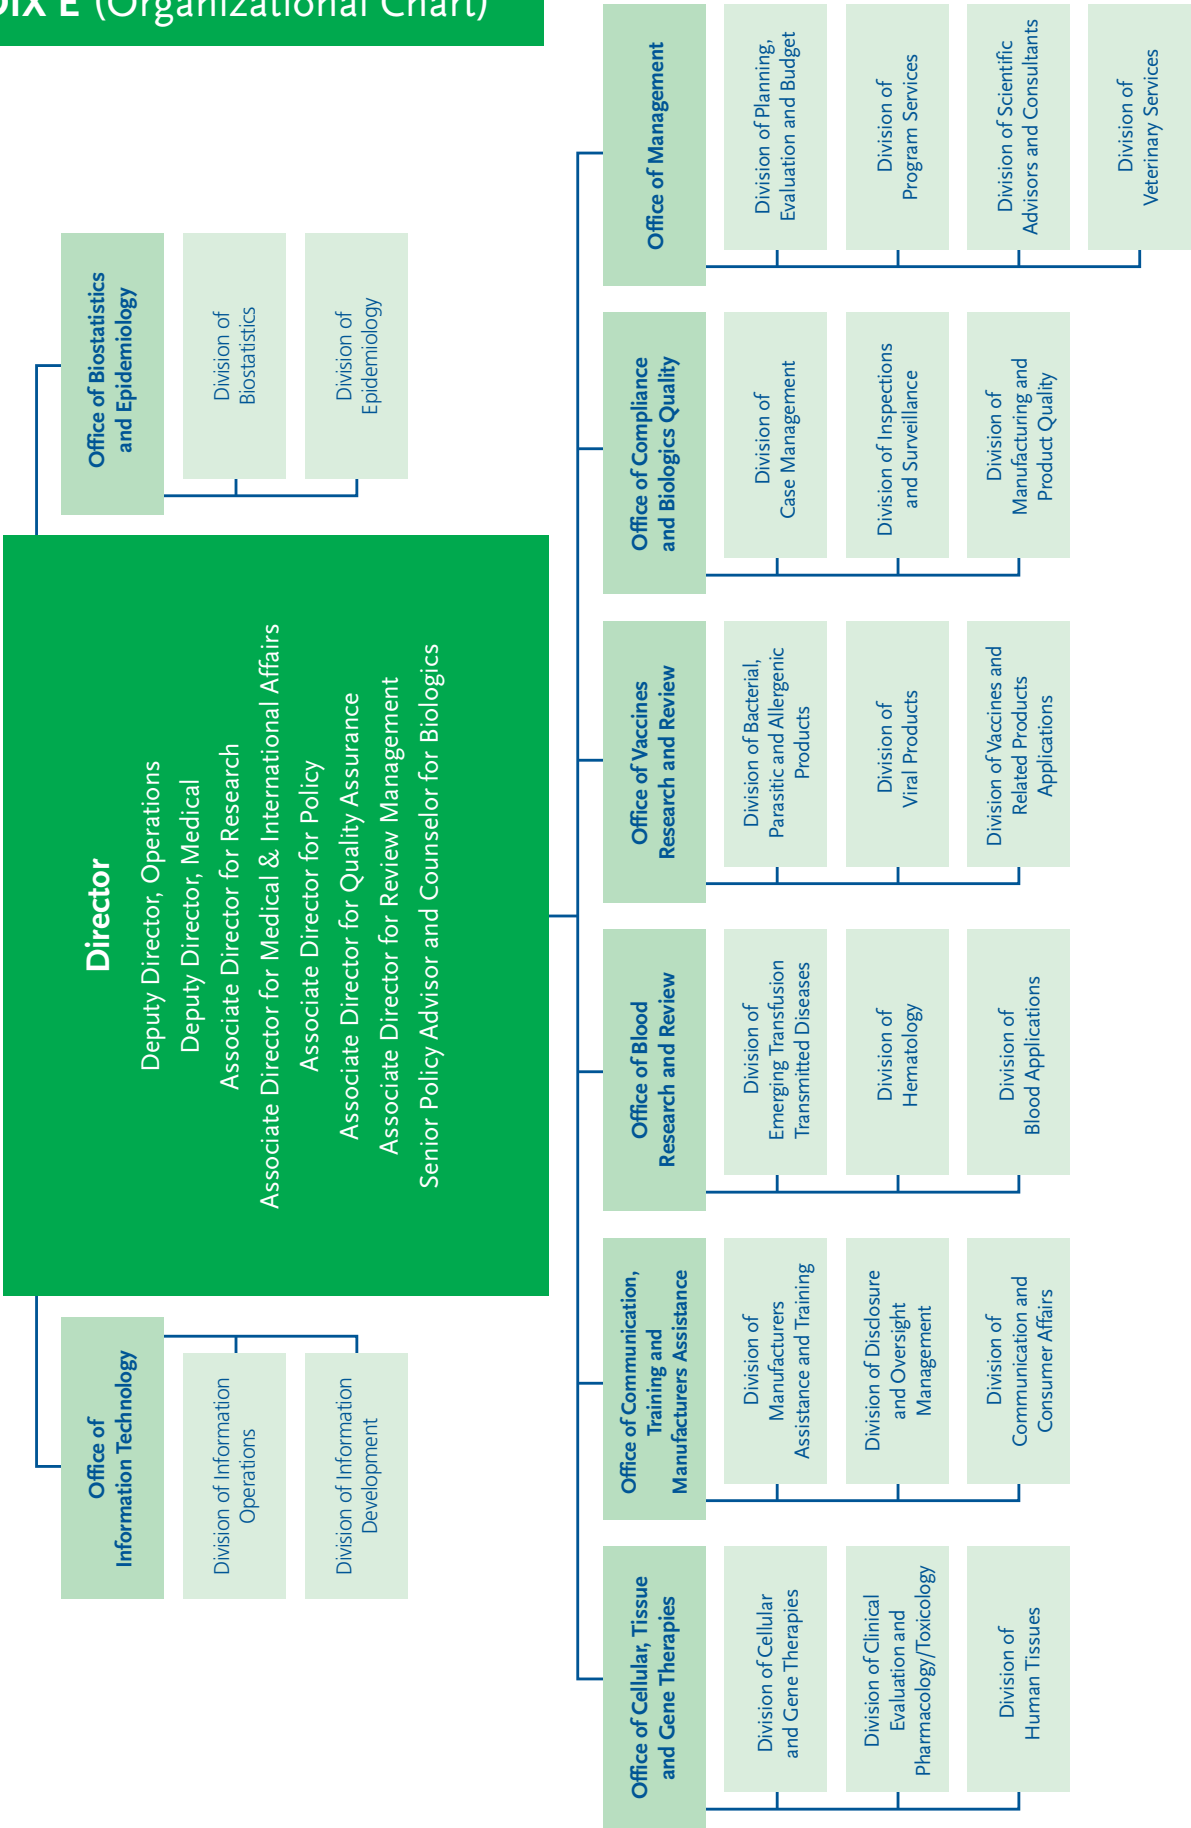 DIX E (Organizational Chart)
Director
Deputy Director, Operations
Deputy Director, Medical
Associate Director for Research
Associate Director for Medical & International Affairs
Associate Director for Policy
Associate Director for Quality Assurance
Associate Director for Review Management
Senior Policy Advisor and Counselor for Biologics
Office of
Information Technology
Division of Information
Operations
Division of Information
Development
Office of Biostatistics
and Epidemiology
Division of
Biostatistics
Division of
Epidemiology
Office of Cellular, Tissue
and Gene Therapies
Division of Cellular
and Gene Therapies
Division of Clinical
Evaluation and
Pharmacology/Toxicology
Division of
Human Tissues
Office of Communication,
Training and
Manufacturers Assistance
Division of
Manufacturers
Assistance and Training
Division of Disclosure
and Oversight
Management
Division of
Communication and
Consumer Affairs
Office of Blood
Research and Review
Division of
Emerging Transfusion
Transmitted Diseases
Division of
Hematology
Division of
Blood Applications
Office of Vaccines
Research and Review
Division of Bacterial,
Parasitic and Allergenic
Products
Division of
Viral Products
Division of Vaccines and
Related Products
Applications
Office of Compliance
and Biologics Quality
Division of
Case Management
Division of Inspections
and Surveillance
Division of
Manufacturing and
Product Quality
Office of Management
Division of Planning,
Evaluation and Budget
Division of
Program Services
Division of Scientific
Advisors and Consultants
Division of
Veterinary Services